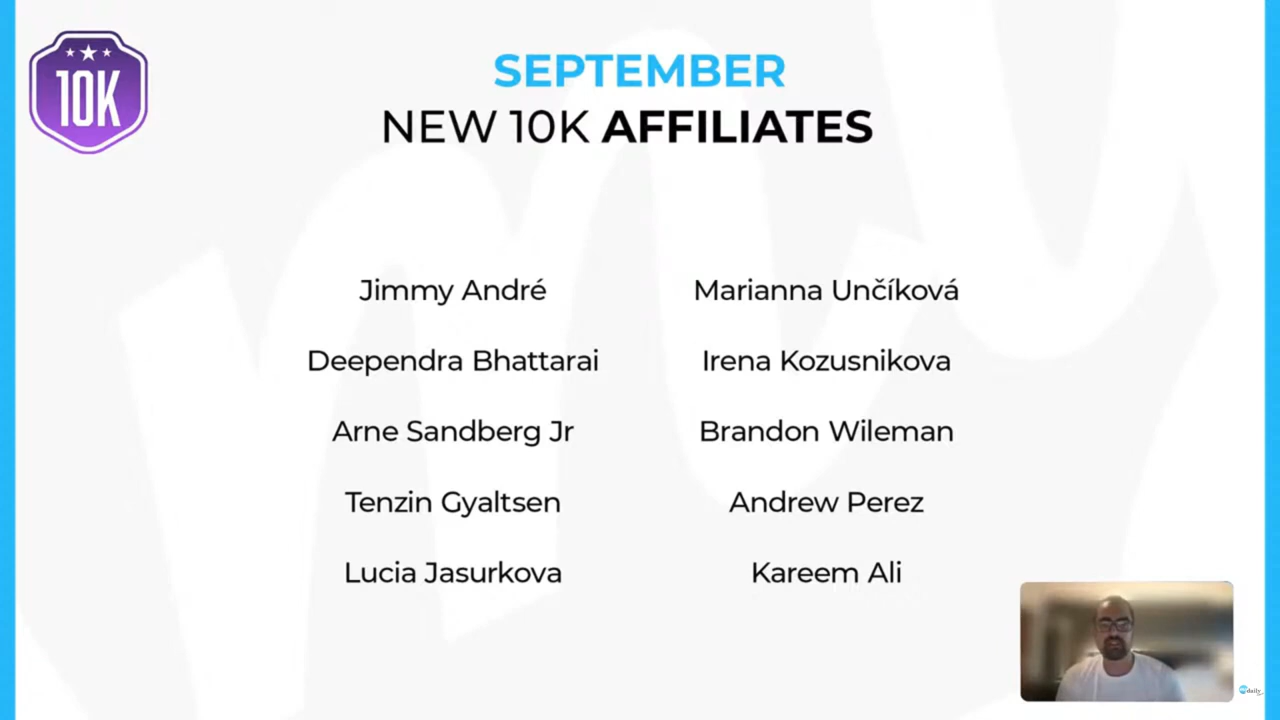 10K
SEPTEMBER
NEW 10K AFFILIATES
Jimmy André
Marianna Unčíková
Deependra Bhattarai
Irena Kozusnikova
Arne Sandberg Jr
Brandon Wileman
Tenzin Gyaltsen
Andrew Perez
Lucia Jasurkova
Kareem Ali
daily